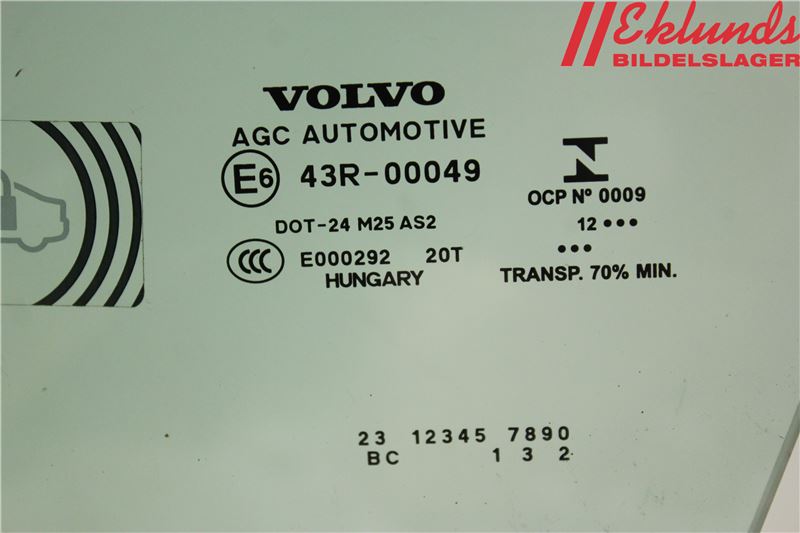 Eklunds
BILDELSLAGER
VOLVO
AGC AUTOMOTIVE
E6 43R-00049
DOT-24 M25 AS2
CCC E000292 20T
HUNGARY
N
OCP Nº 0009
12 •••
•••
TRANSP. 70% MIN.
23 12345 7890
BC 1 3 2